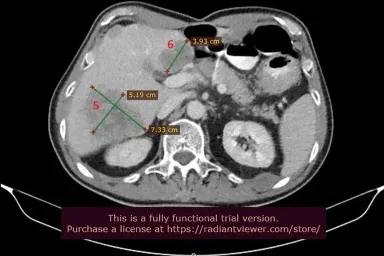 6
3.93 cm
5
5.19 cm
7.33 cm
This is a fully functional trial version.
Purchase a license at https://radiantviewer.com/store/